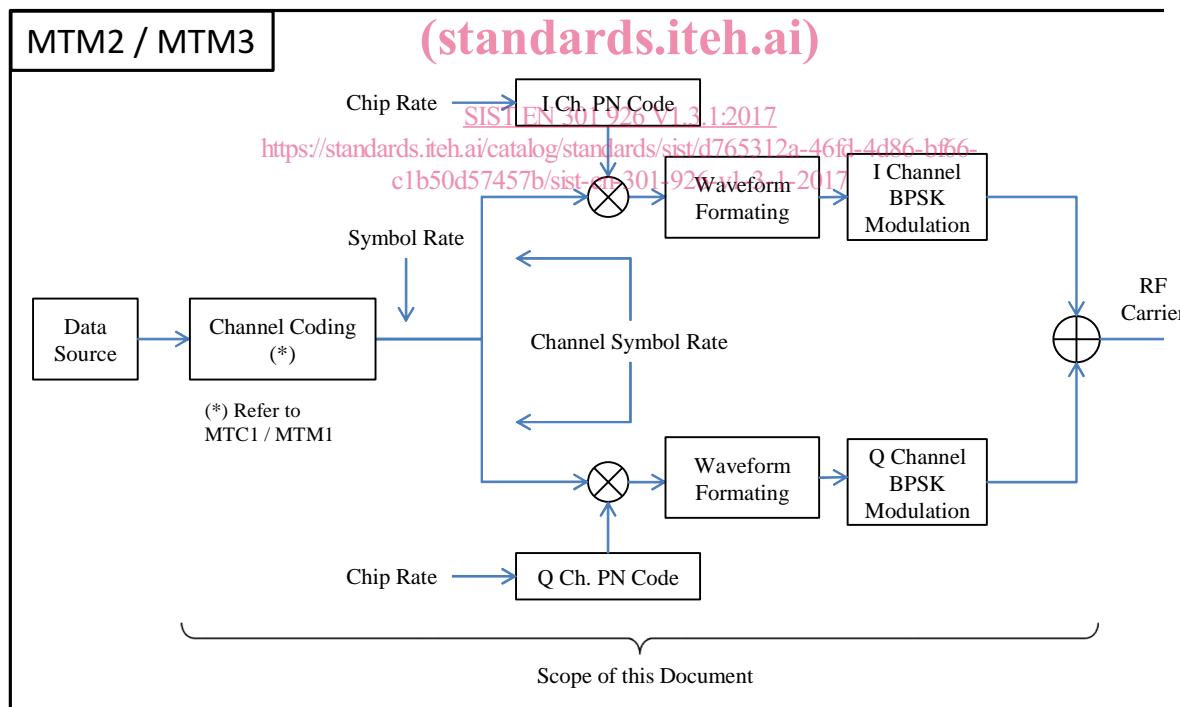 MTM2 / MTM3
(standards.iteh.ai)
Chip Rate
I Ch. PN Code
SIST EN 301 926 V1.3.1:2017
https://standards.iteh.ai/catalog/standards/sist/d765312a-46fd-4d86-bf66-
c1b50d57457b/sist-en-301-926-v1-3-1-2017
Waveform
Formating
I Channel
BPSK
Modulation
Symbol Rate
Data
Source
Channel Coding
(*)
Channel Symbol Rate
RF
Carrier
(*) Refer to
MTC1 / MTM1
Waveform
Formating
Q Channel
BPSK
Modulation
Chip Rate
Q Ch. PN Code
Scope of this Document